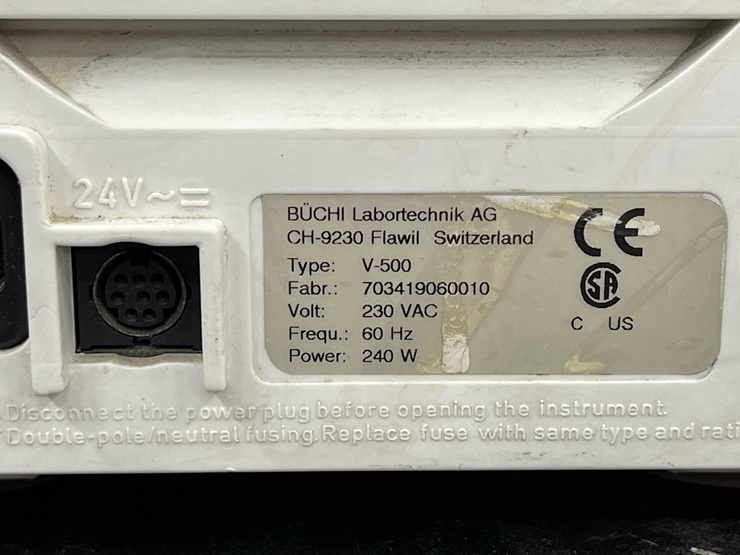 24V~⎓
BÜCHI Labortechnik AG
CH-9230 Flawil Switzerland
Type: V-500
Fabr.: 703419060010
Volt: 230 VAC
Frequ.: 60 Hz
Power: 240 W
CE
SA
C US
Disconnect the power plug before opening the instrument.
Double-pole/neutral fusing. Replace fuse with same type and rati